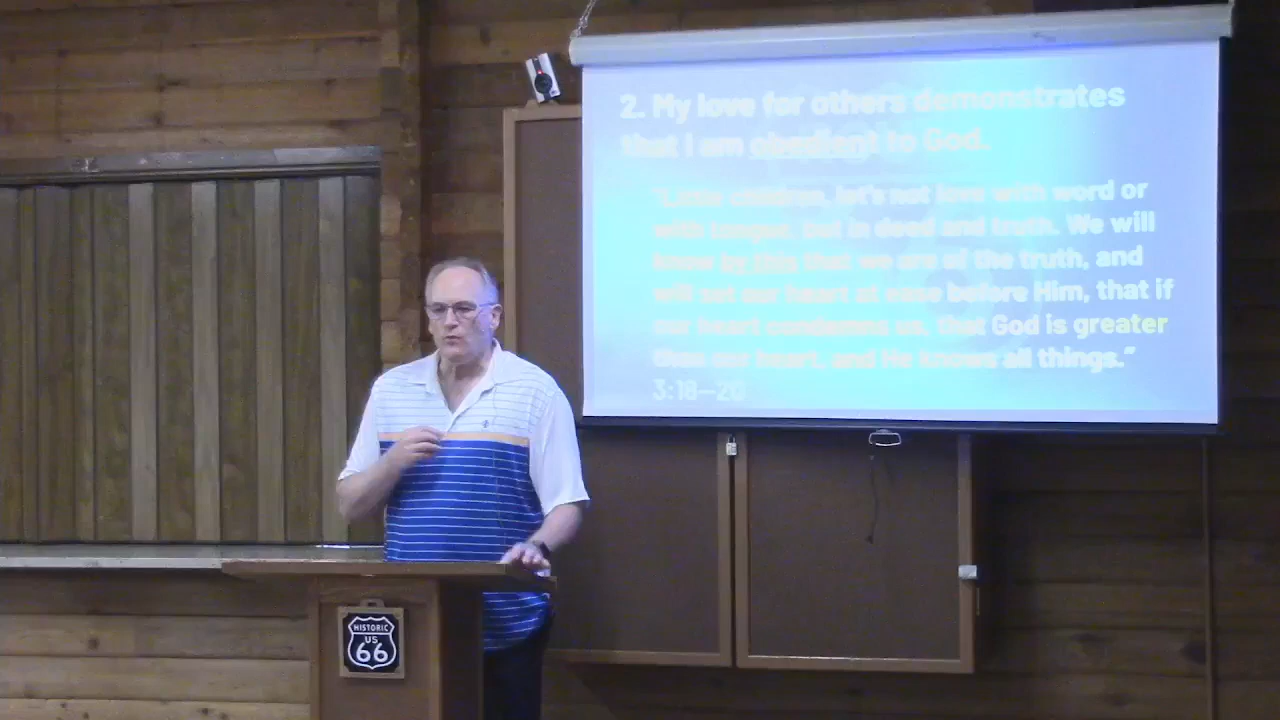 2. My love for others demonstrates
that I am obedient to God.
"Little children, let's not love with word or
with tongue, but in deed and truth. We will
know by this that we are of the truth, and
will set our heart at ease before Him, that if
our heart condemns us, that God is greater
than our heart, and He knows all things."
3:18–20
HISTORIC
US
66